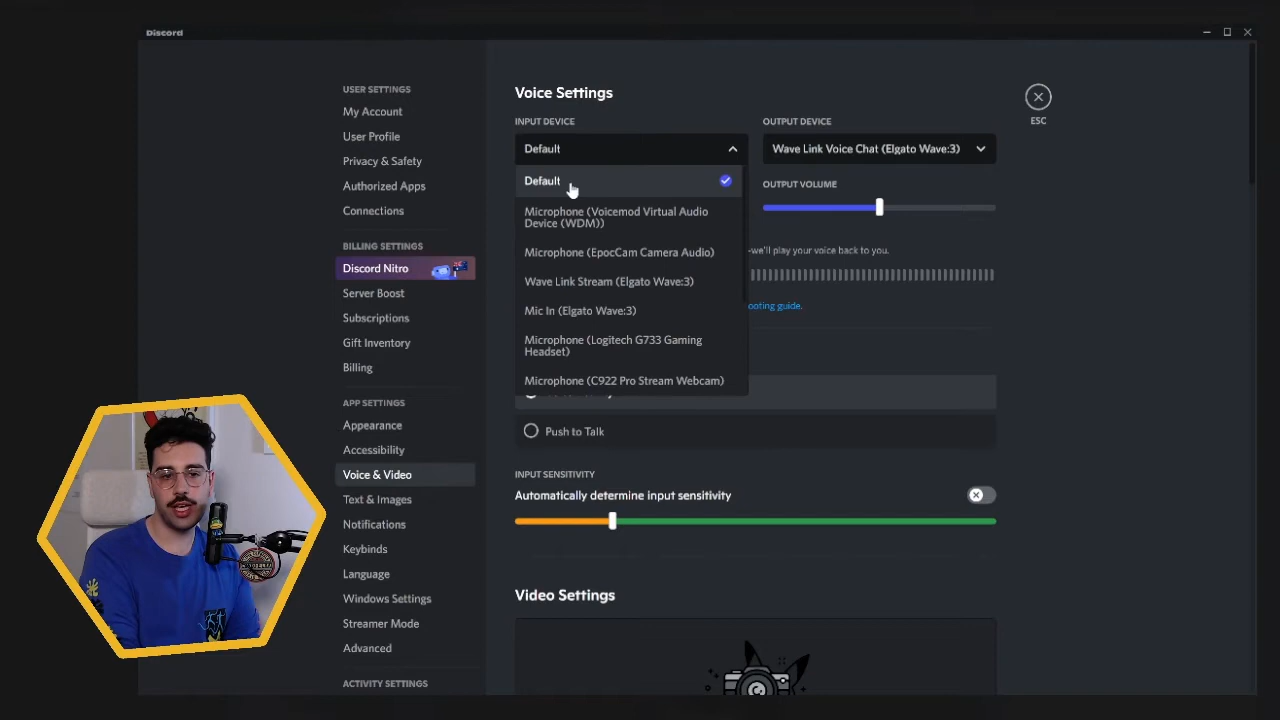 Discord
USER SETTINGS
My Account
User Profile
Privacy & Safety
Authorized Apps
Connections
BILLING SETTINGS
Discord Nitro
Server Boost
Subscriptions
Gift Inventory
Billing
APP SETTINGS
Appearance
Accessibility
Voice & Video
Text & Images
Notifications
Keybinds
Language
Windows Settings
Streamer Mode
Advanced
ACTIVITY SETTINGS
Voice Settings
INPUT DEVICE
Default
Default
Microphone (Voicemod Virtual Audio
Device (WDM))
Microphone (EpocCam Camera Audio)
Wave Link Stream (Elgato Wave:3)
Mic In (Elgato Wave:3)
Microphone (Logitech G733 Gaming
Headset)
Microphone (C922 Pro Stream Webcam)
OUTPUT DEVICE
Wave Link Voice Chat (Elgato Wave:3)
OUTPUT VOLUME
-we'll play your voice back to you.
ooting guide.
Push to Talk
INPUT SENSITIVITY
Automatically determine input sensitivity
Video Settings
ESC